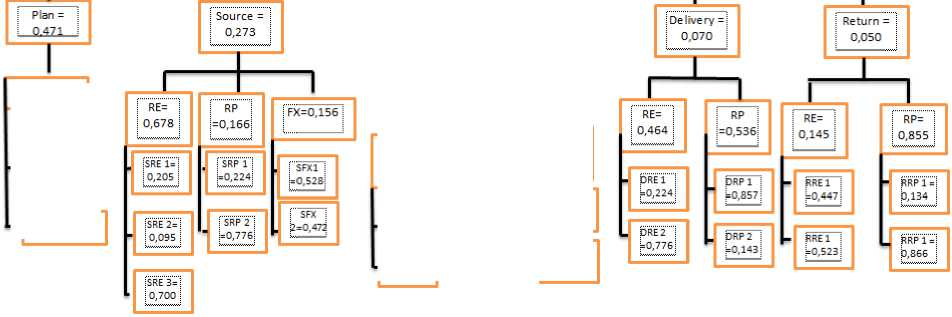 Plan =
0,471
Source =
0,273
Delivery =
0,070
Return =
0,050
RE=
0,678
RP
=0,166
FX=0,156
RE=
0,464
RP
=0,536
RE=
0,145
RP=
0,855
SRE 1=
0,205
SRP 1
=0,224
SFX1
=0,528
DRE 1
=0,224
DRP 1
=0,857
RRE 1
=0,447
RRP 1 =
0,134
SRE 2=
0,095
SRP 2
=0,776
SFX
2=0,472
DRE 2
=0,776
DRP 2
=0,143
RRE 1
=0,523
RRP 1 =
0,866
SRE 3=
0,700